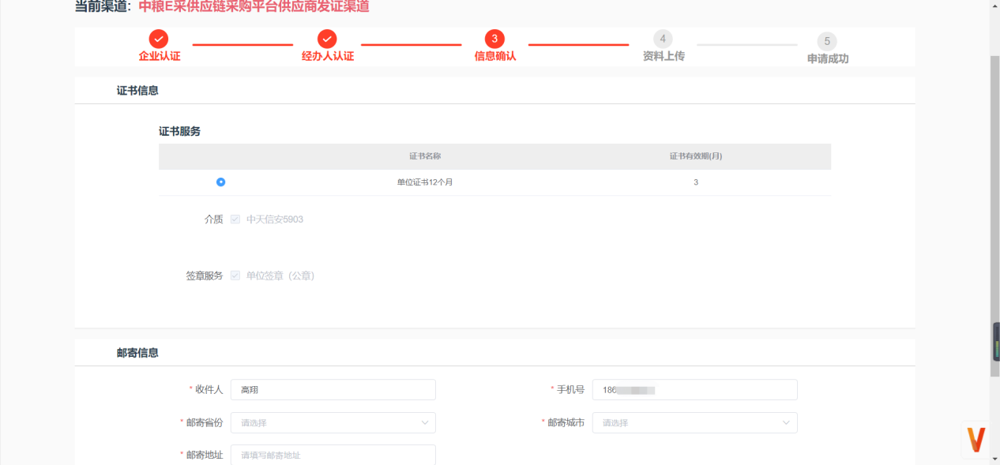 当前渠道：中粮E采供应链采购平台供应商发证渠道
3 4 5
企业认证 经办人认证 信息确认 资料上传 申请成功
证书信息
证书服务
证书名称 证书有效期(月)
单位证书12个月 3
介质 中天信安5903
签章服务 单位签章（公章）
邮寄信息
* 收件人 高翔 * 手机号 186
* 邮寄省份 请选择 * 邮寄城市 请选择
* 邮寄地址 请填写邮寄地址